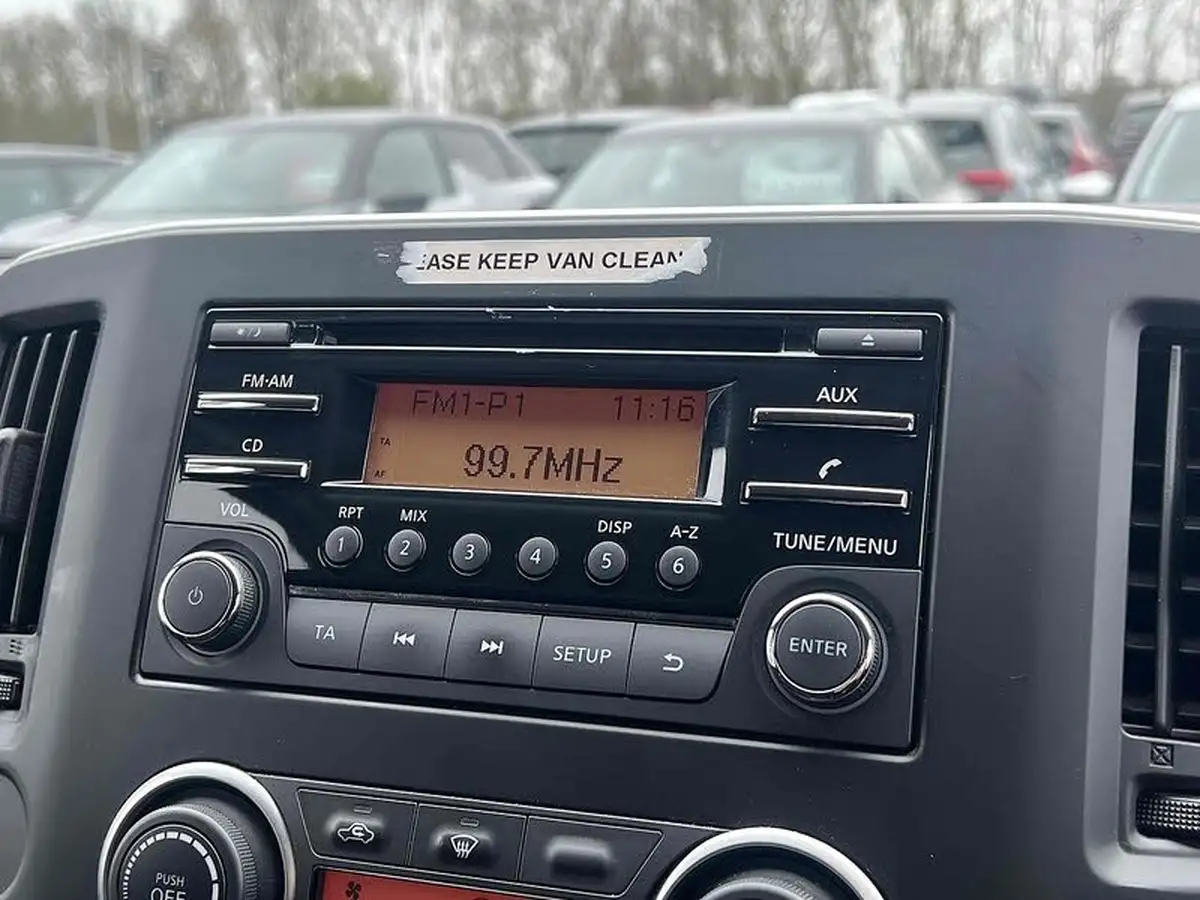 EASE KEEP VAN CLEAN
FM·AM
AUX
FM1-P1 11:16
TA
99.7MHz
AF
CD
VOL
RPT MIX DISP A-Z
TUNE/MENU
1 2 3 4 5 6
TA
SETUP
ENTER
PUSH
OFF